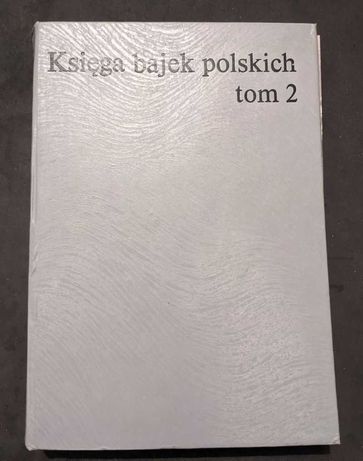 Księga bajek polskich
tom 2